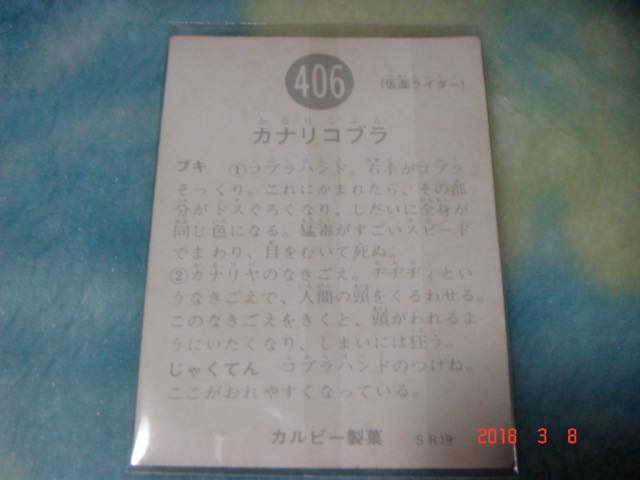 406
(仮面ライダー)
カナリコブラ
ブキ ①コブラハンド。右手がコブラ
そっくり。これにかまれたら、その部
分がドスぐろくなり。しだいに全身が
同じ色になる。猛毒がすごいスピード
でまわり、白をむいて死ぬ。
②カナリヤのなきごえ。という
うなきごえで、人間の頭をくるわせる。
このなきごえをきくと、頭がわれるよ
うにいたくなり、しまいには狂う。
じゃくてん コブラハンドのつけね。
ここがおれやすくなっている。
カルビー製菓 SR19
2018 3 8